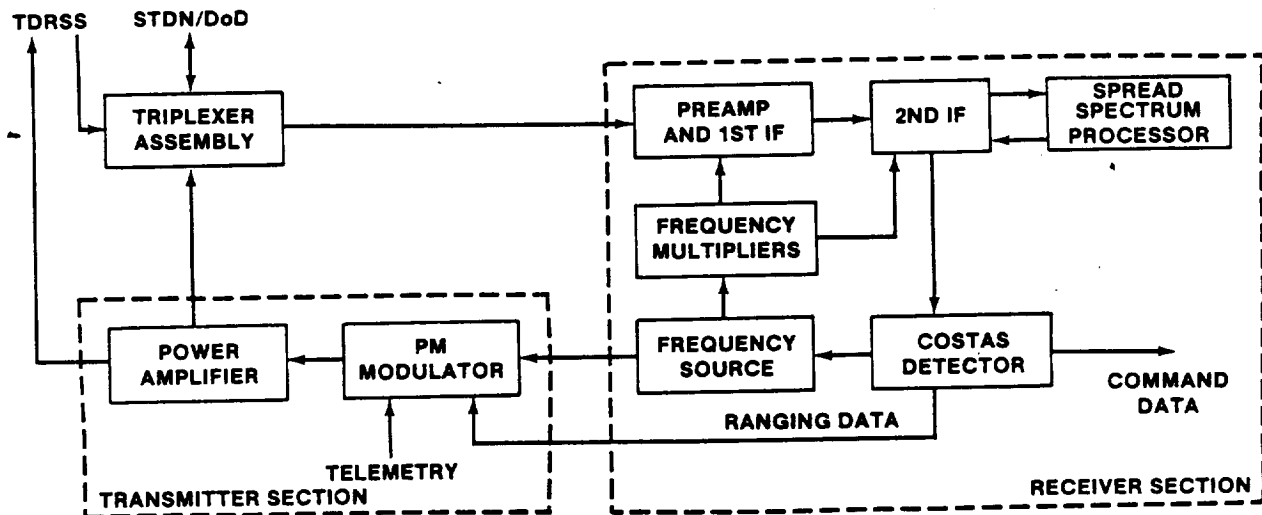 TDRSS
STDN/DoD
TRIPLEXER
ASSEMBLY
PREAMP
AND 1ST IF
2ND IF
SPREAD
SPECTRUM
PROCESSOR
FREQUENCY
MULTIPLIERS
POWER
AMPLIFIER
PM
MODULATOR
FREQUENCY
SOURCE
COSTAS
DETECTOR
COMMAND
DATA
RANGING DATA
TELEMETRY
TRANSMITTER SECTION
RECEIVER SECTION